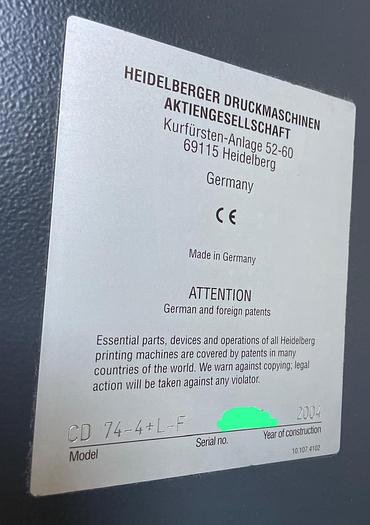 HEIDELBERGER DRUCKMASCHINEN
AKTIENGESELLSCHAFT
Kurfürsten-Anlage 52-60
69115 Heidelberg
Germany
CE
Made in Germany
ATTENTION
German and foreign patents
Essential parts, devices and operations of all Heidelberg
printing machines are covered by patents in many
countries of the world. We warn against copying; legal
action will be taken against any violator.
CD 74-4+L-F 2004
Model Serial no. Year of construction
10.107.4102